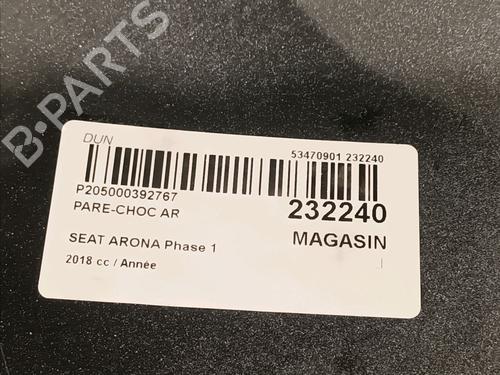 B-PARTS
DUN
53470901 232240
P205000392767
PARE-CHOC AR
232240
SEAT ARONA Phase 1
MAGASIN
2018 cc / Année